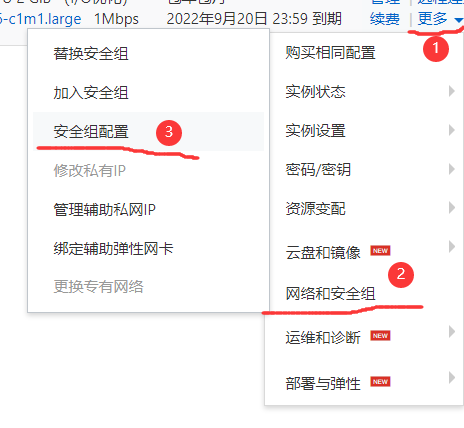 c1m1.large 1Mbps 2022年9月20日 23:59 到期 续费 更多
1
替换安全组
加入安全组
安全组配置 3
修改私有IP
管理辅助私网IP
绑定辅助弹性网卡
更换专有网络
购买相同配置
实例状态
实例设置
密码/密钥
资源变配
云盘和镜像 NEW
2
网络和安全组
运维和诊断 NEW
部署与弹性 NEW